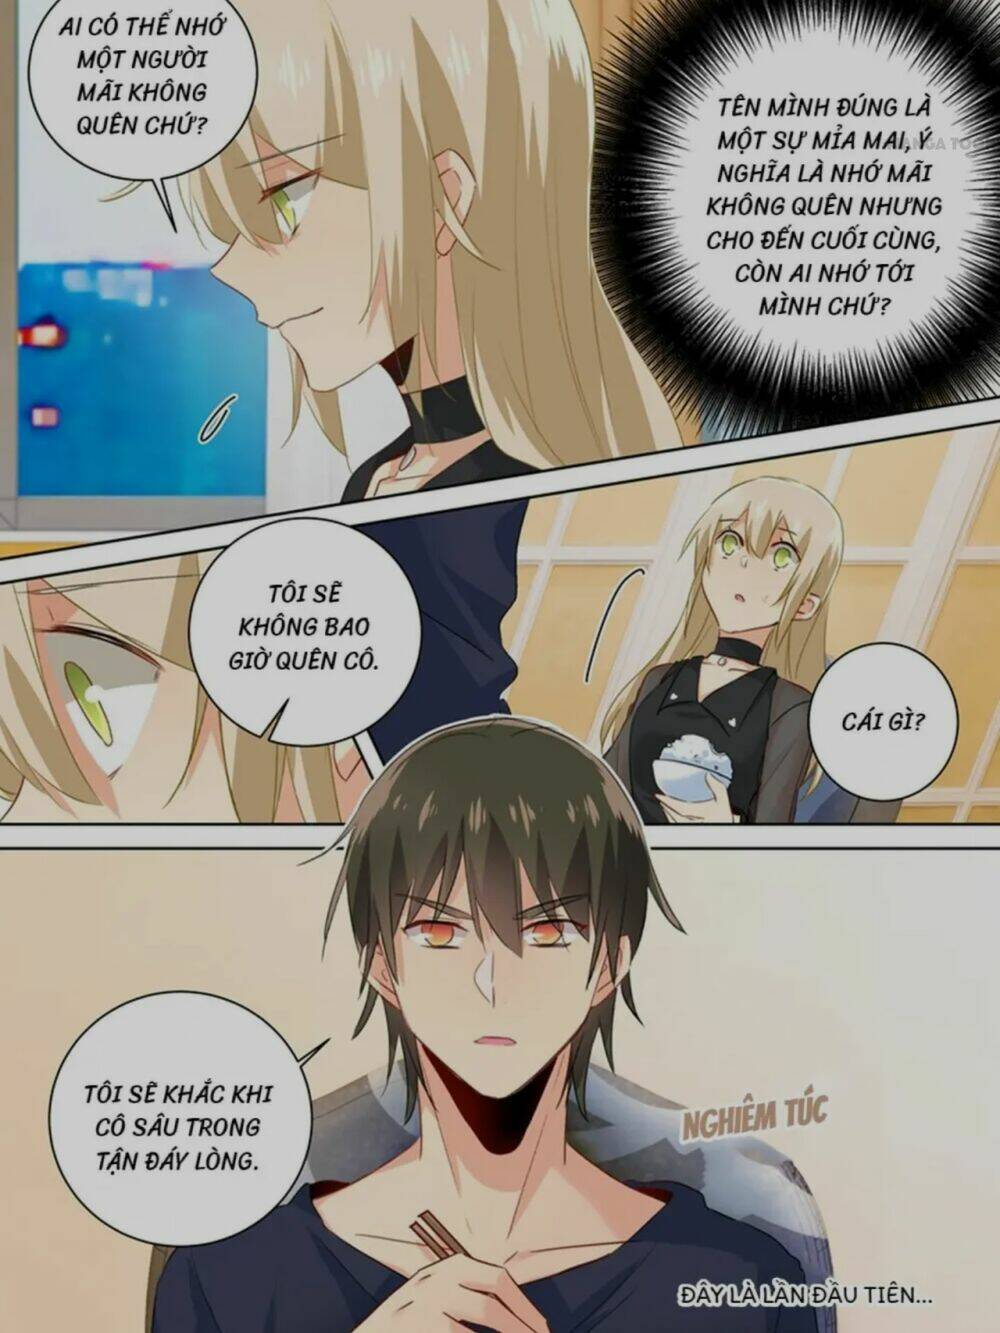 AI CÓ THỂ NHỚ
MỘT NGƯỜI
MÃI KHÔNG
QUÊN CHỨ?
TÊN MÌNH ĐÚNG LÀ
MỘT SỰ MỈA MAI, Ý
NGHĨA LÀ NHỚ MÃI
KHÔNG QUÊN NHƯNG
CHO ĐẾN CUỐI CÙNG,
CÒN AI NHỚ TỚI
MÌNH CHỨ?
TÔI SẼ
KHÔNG BAO
GIỜ QUÊN CÔ.
CÁI GÌ?
TÔI SẼ KHẮC KHI
CÔ SÂU TRONG
TẬN ĐÁY LÒNG.
NGHIÊM TÚC
ĐÂY LÀ LẦN ĐẦU TIÊN...